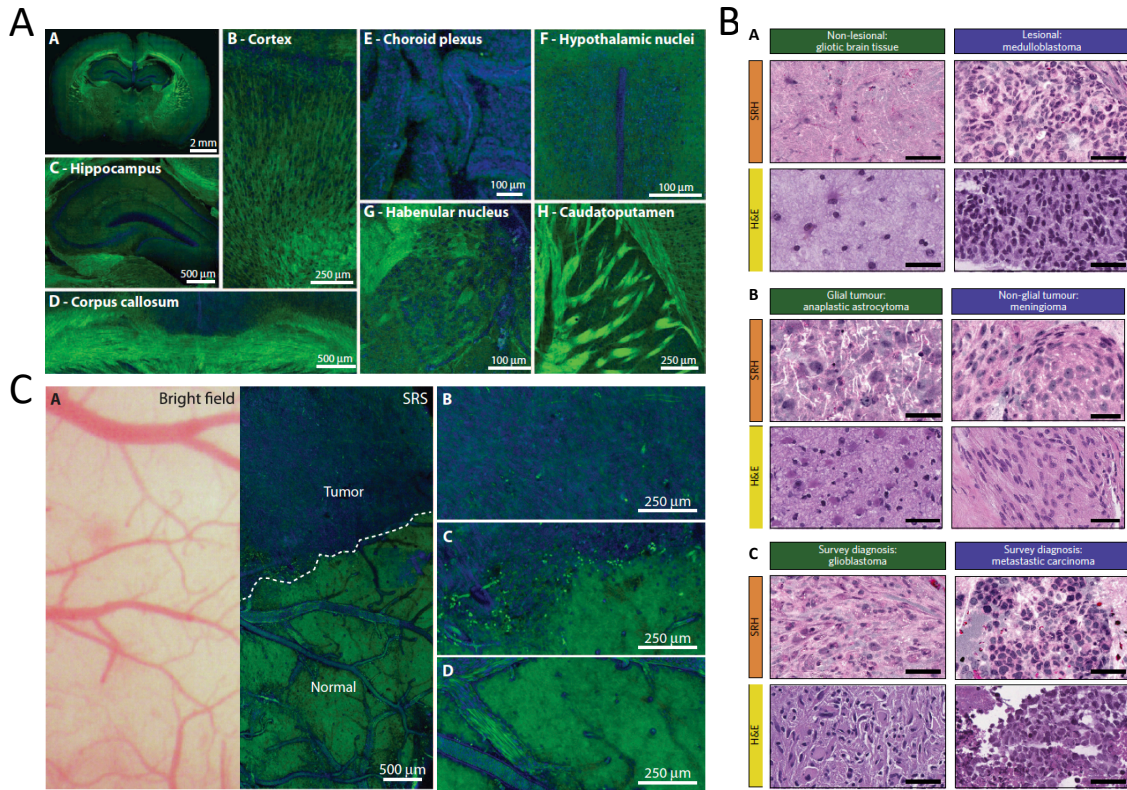 A
A
2 mm
B - Cortex
250 µm
C - Hippocampus
500 µm
D - Corpus callosum
500 µm
E - Choroid plexus
100 µm
F - Hypothalamic nuclei
100 µm
G - Habenular nucleus
100 µm
H - Caudatoputamen
250 µm
B
A
Non-lesional:
gliotic brain tissue
Lesional:
medulloblastoma
SRH
H&E
B
Glial tumour:
anaplastic astrocytoma
Non-glial tumour:
meningioma
SRH
H&E
C
Survey diagnosis:
glioblastoma
Survey diagnosis:
metastastic carcinoma
SRH
H&E
C
A
Bright field
SRS
Tumor
Normal
500 µm
B
250 µm
C
250 µm
D
250 µm